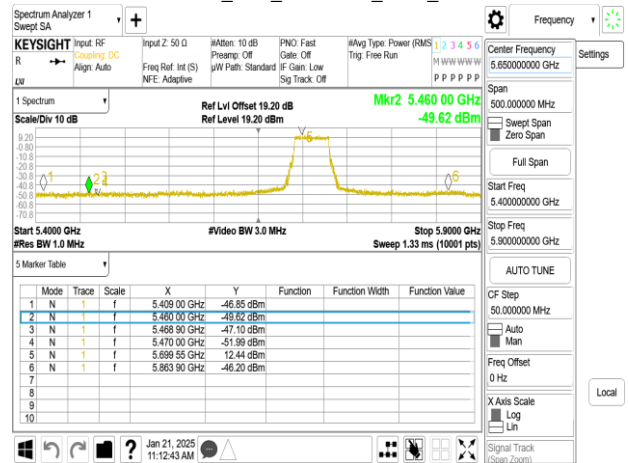 Spectrum Analyzer 1
Swept SA
Frequency
KEYSIGHT
Input: RF
Input Z: 50 Ω
#Atten: 10 dB
PNO: Fast
#Avg Type: Power (RMS
1 2 3 4 5 6
R
Coupling: DC
Preamp: Off
Gate: Off
Trig: Free Run
Align: Auto
Freq Ref: Int (S)
µW Path: Standard
IF Gain: Low
M W W W W W
NFE: Adaptive
Sig Track: Off
P P P P P P
Center Frequency
5.650000000 GHz
Settings
Span
500.000000 MHz
Swept Span
Zero Span
Full Span
Start Freq
5.400000000 GHz
Stop Freq
5.900000000 GHz
AUTO TUNE
CF Step
50.000000 MHz
Auto
Man
Freq Offset
0 Hz
X Axis Scale
Log
Lin
Local
Signal Track
(Span Zoom)
1 Spectrum
Scale/Div 10 dB
Ref Lvl Offset 19.20 dB
Ref Level 19.20 dBm
Mkr2 5.460 00 GHz
-49.62 dBm
9.20
-0.80
-10.8
-20.8
-30.8
-40.8
-50.8
-60.8
-70.8
1
2
5
6
Start 5.4000 GHz
#Video BW 3.0 MHz
Stop 5.9000 GHz
#Res BW 1.0 MHz
Sweep 1.33 ms (10001 pts)
5 Marker Table
Mode Trace Scale X Y Function Function Width Function Value
1 N 1 f 5.409 00 GHz -46.85 dBm
2 N 1 f 5.460 00 GHz -49.62 dBm
3 N 1 f 5.468 90 GHz -47.10 dBm
4 N 1 f 5.470 00 GHz -51.99 dBm
5 N 1 f 5.699 55 GHz 12.44 dBm
6 N 1 f 5.863 90 GHz -46.20 dBm
7
8
9
10
?
Jan 21, 2025
11:12:43 AM